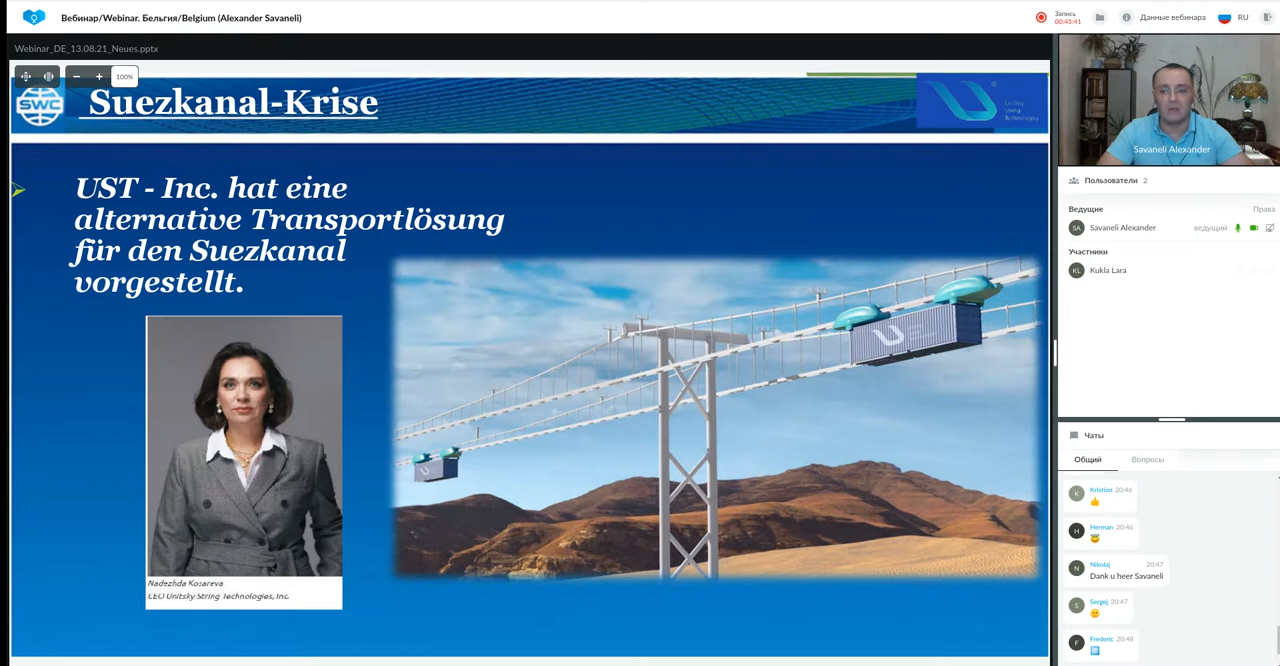 Вебинар/Webinar. Бельгия/Belgium (Alexander Savaneli)
Запись
00:45:41
Данные вебинара
RU
Webinar_DE_13.08.21_Neues.pptx
100%
SWC
Suezkanal-Krise
Unitsky
String
Technologies
UST - Inc. hat eine
alternative Transportlösung
für den Suezkanal
vorgestellt.
Nadezhda Kosareva
CEO Unitsky String Technologies, Inc.
Savaneli Alexander
Пользователи 2
Ведущие
Права
SA
Savaneli Alexander
ведущий
Участники
KL
Kukla Lara
Чаты
Общий
Вопросы
K
Kristian 20:46
H
Herman 20:46
N
Nikolaj 20:47
Dank u heer Savaneli
S
Sergej 20:47
F
Frederic 20:48